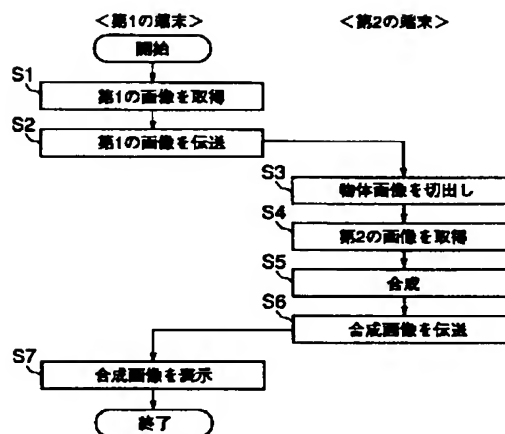 <第1の端末> <第2の端末>
開始
S1
第1の画像を取得
S2
第1の画像を伝送
S3
物体画像を切出し
S4
第2の画像を取得
S5
合成
S6
合成画像を伝送
S7
合成画像を表示
終了